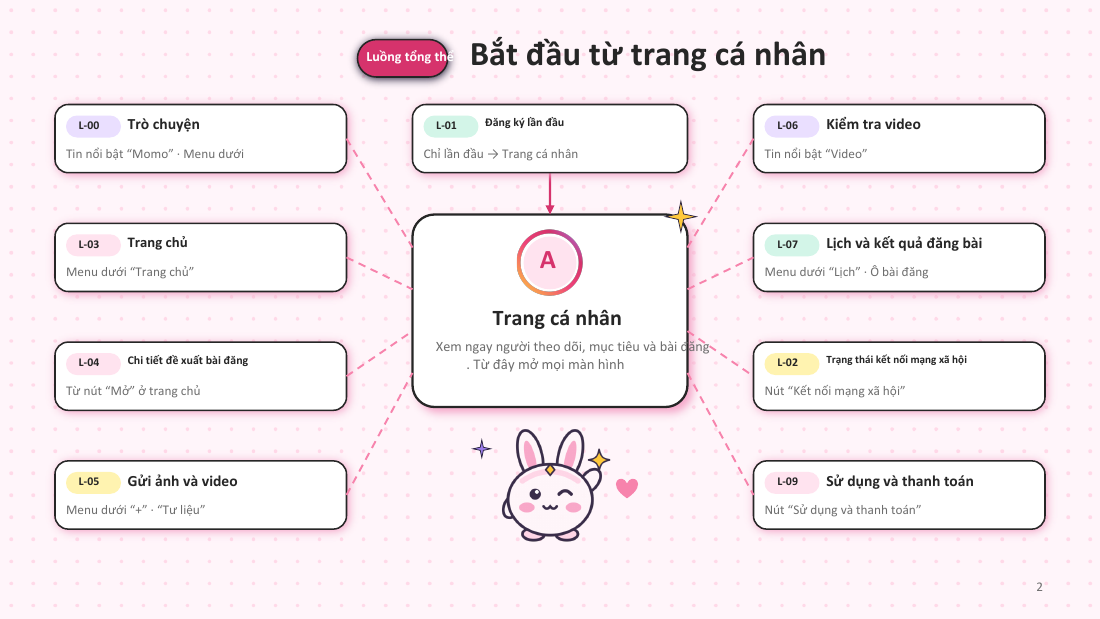 Luồng tổng thể
Bắt đầu từ trang cá nhân
L-00 Trò chuyện
Tin nổi bật “Momo” · Menu dưới
L-03 Trang chủ
Menu dưới “Trang chủ”
L-04 Chi tiết đề xuất bài đăng
Từ nút “Mở” ở trang chủ
L-05 Gửi ảnh và video
Menu dưới “+” · “Tư liệu”
L-01 Đăng ký lần đầu
Chỉ lần đầu → Trang cá nhân
A
Trang cá nhân
Xem ngay người theo dõi, mục tiêu và bài đăng
. Từ đây mở mọi màn hình
L-06 Kiểm tra video
Tin nổi bật “Video”
L-07 Lịch và kết quả đăng bài
Menu dưới “Lịch” · Ô bài đăng
L-02 Trạng thái kết nối mạng xã hội
Nút “Kết nối mạng xã hội”
L-09 Sử dụng và thanh toán
Nút “Sử dụng và thanh toán”
2